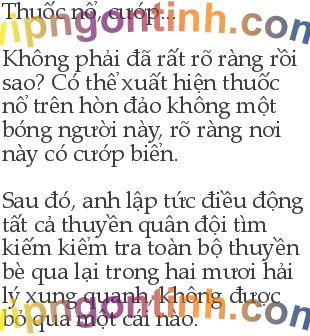 Thuốc nổ, cướp...
vipngontinh.com
Không phải đã rất rõ ràng rồi
sao? Có thể xuất hiện thuốc
nổ trên hòn đảo không một
bóng người này, rõ ràng nơi
này có cướp biển.
Sau đó, anh lập tức điều động
tất cả thuyền quân đội tìm
kiếm kiểm tra toàn bộ thuyền
bè qua lại trong hai mươi hải
lý xung quanh, không được
vipngontinh.com
bỏ qua một cái nào.